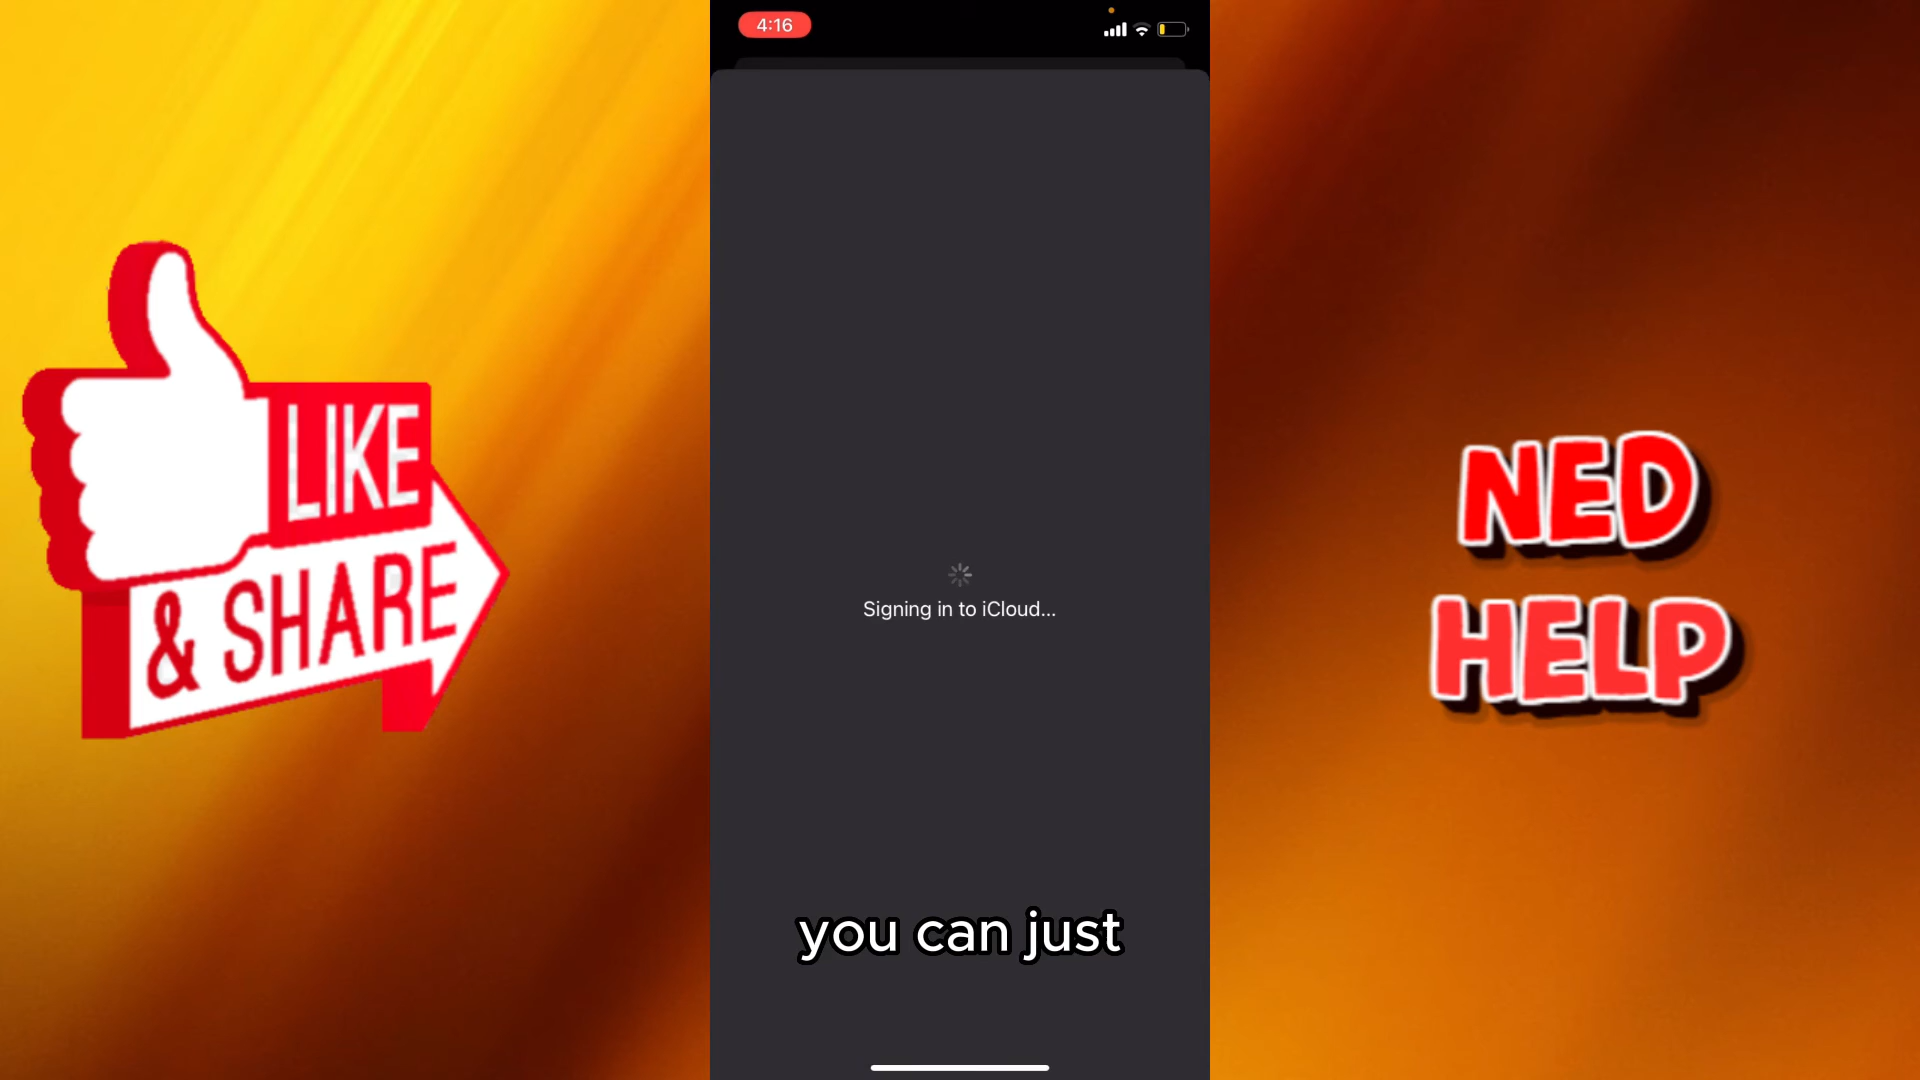 4:16
LIKE
& SHARE
Signing in to iCloud...
NED
HELP
you can just